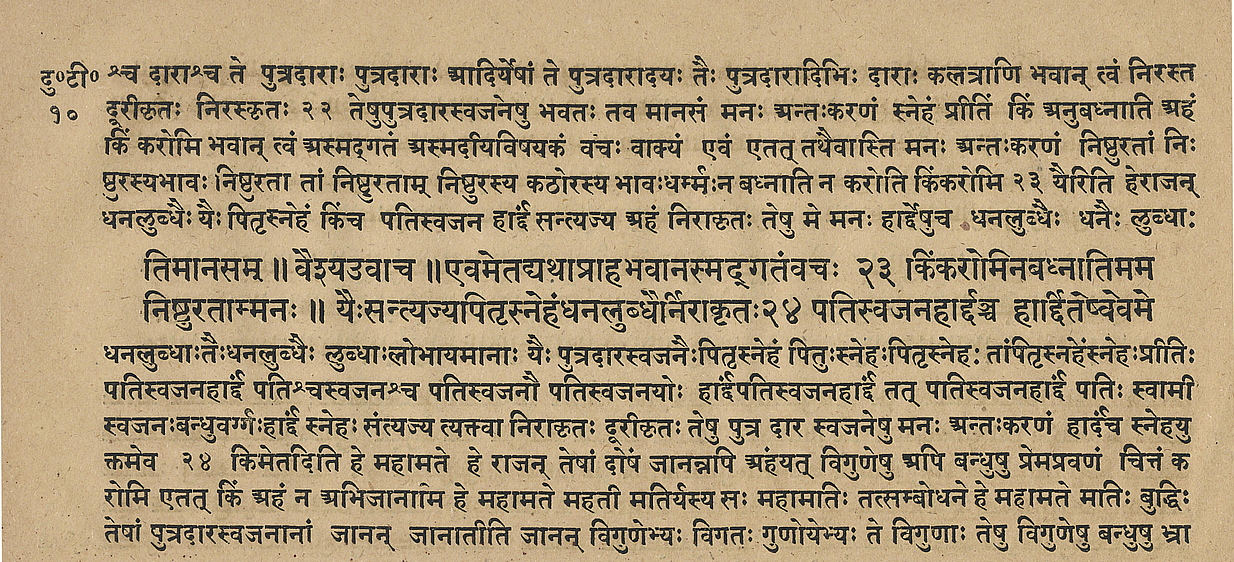 दु०टी० श्च दाराश्च ते पुत्रदाराः पुत्रदाराः आदिर्येषां ते पुत्रदारादयः तैः पुत्रदारादिभिः दाराः कलत्राणि भवान् त्वं निरस्त
१० दूरीकृतः निरस्कृतः २२ तेषुपुत्रदारस्वजनेषु भवतः तव मानसं मनः अन्तःकरणं स्नेहं प्रीतिं किं अनुबध्नाति अहं
किं करोमि भवान् त्वं अस्मद्गतं अस्मदीयविषयकं वचः वाक्यं एवं एतत् तथैवास्ति मनः अन्तःकरणं निष्ठुरतां निः
ष्ठुरस्यभावः निष्ठुरता तां निष्ठुरताम् निष्ठुरस्य कठोरस्य भावःधर्म्मःन बध्नाति न करोति किंकरोमि २३ यैरिति हेराजन्
धनलुब्धैः यैः पितृस्नेहं किंच पतिस्वजन हार्द्दं सन्त्यज्य अहं निराकृतः तेषु मे मनः हार्द्देषुच धनलुब्धैः धनैः लुब्धाः
तिमानसम् ॥ वैश्यउवाच ॥ एवमेतद्यथाप्राहभवानस्मद्गतंवचः २३ किंकरोमिनबध्नातिमम
निष्ठुरताम्मनः ॥ यैःसन्त्यज्यपितृस्नेहंधनलुब्धैर्निराकृतः२४ पतिस्वजनहार्द्दञ्च हार्द्दितेष्वेवमे
धनलुब्धाःतैःधनलुब्धैः लुब्धाःलोभायमानाः यैः पुत्रदारस्वजनैःपितृस्नेहं पितुःस्नेहःपितृस्नेहः तांपितृस्नेहंस्नेहःप्रीतिः
पतिस्वजनहार्द्दं पतिश्चस्वजनश्च पतिस्वजनौ पतिस्वजनयोः हार्द्दंपतिस्वजनहार्द्दं तत् पतिस्वजनहार्द्दं पतिः स्वामी
स्वजनःबन्धुवर्ग्गःहार्द्दं स्नेहः संत्यज्य त्यक्त्वा निराकृतः दूरीकृतः तेषु पुत्र दार स्वजनेषु मनः अन्तःकरणं हार्दंच स्नेहयु
क्तमेव २४ किमेतदिति हे महामते हे राजन् तेषां दोषं जानन्नपि अहंयत् विगुणेषु अपि बन्धुषु प्रेमप्रवणं चित्तं क
रोमि एतत् किं अहं न अभिजानामि हे महामते महती मतिर्यस्य सः महामतिः तत्सम्बोधने हे महामते मतिः बुद्धिः
तेषां पुत्रदारस्वजनानां जानन् जानातीति जानन् विगुणेभ्यः विगतः गुणोयेभ्यः ते विगुणाः तेषु विगुणेषु बन्धुषु भ्रा